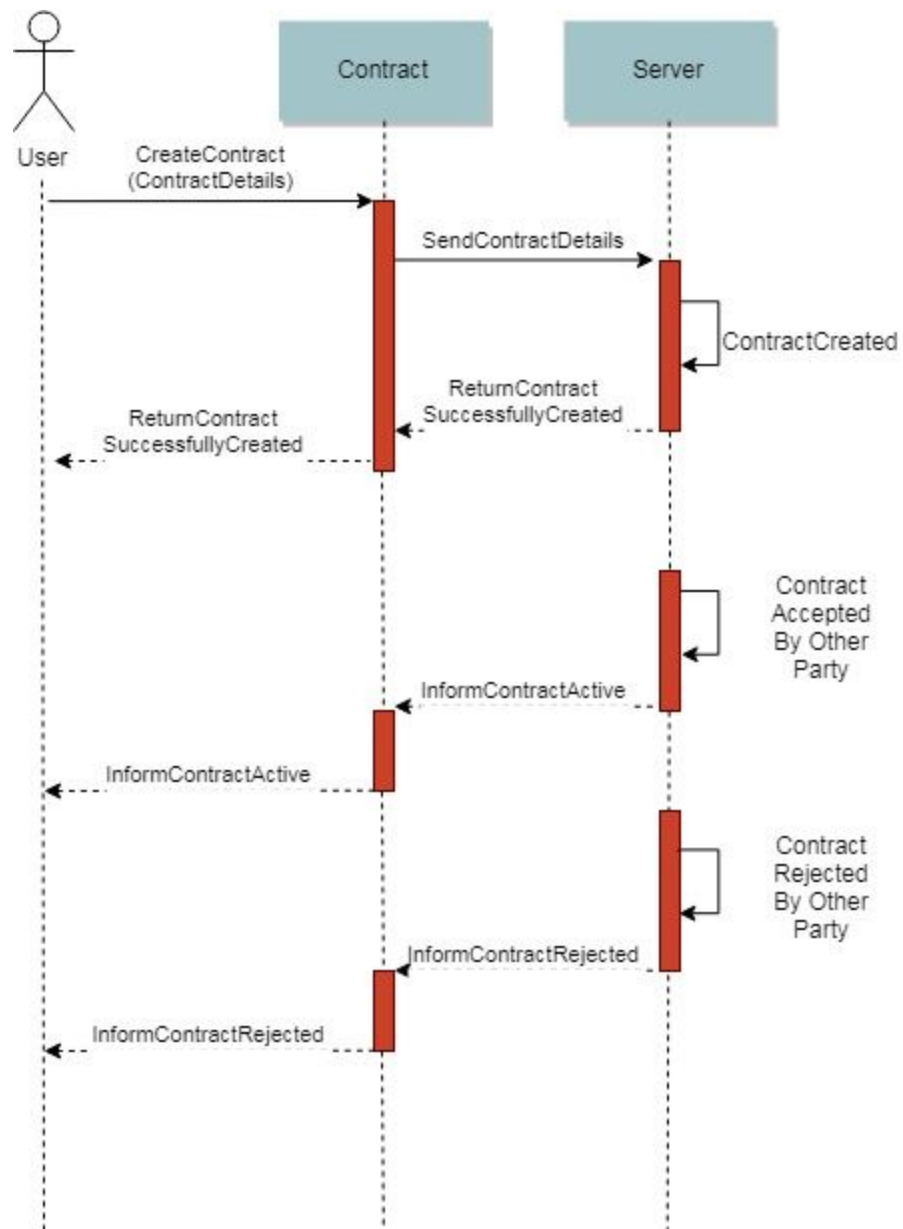 Contract
Server
User
CreateContract
(ContractDetails)
SendContractDetails
ContractCreated
ReturnContract
SuccessfullyCreated
ReturnContract
SuccessfullyCreated
Contract
Accepted
By Other
Party
InformContractActive
InformContractActive
Contract
Rejected
By Other
Party
InformContractRejected
InformContractRejected